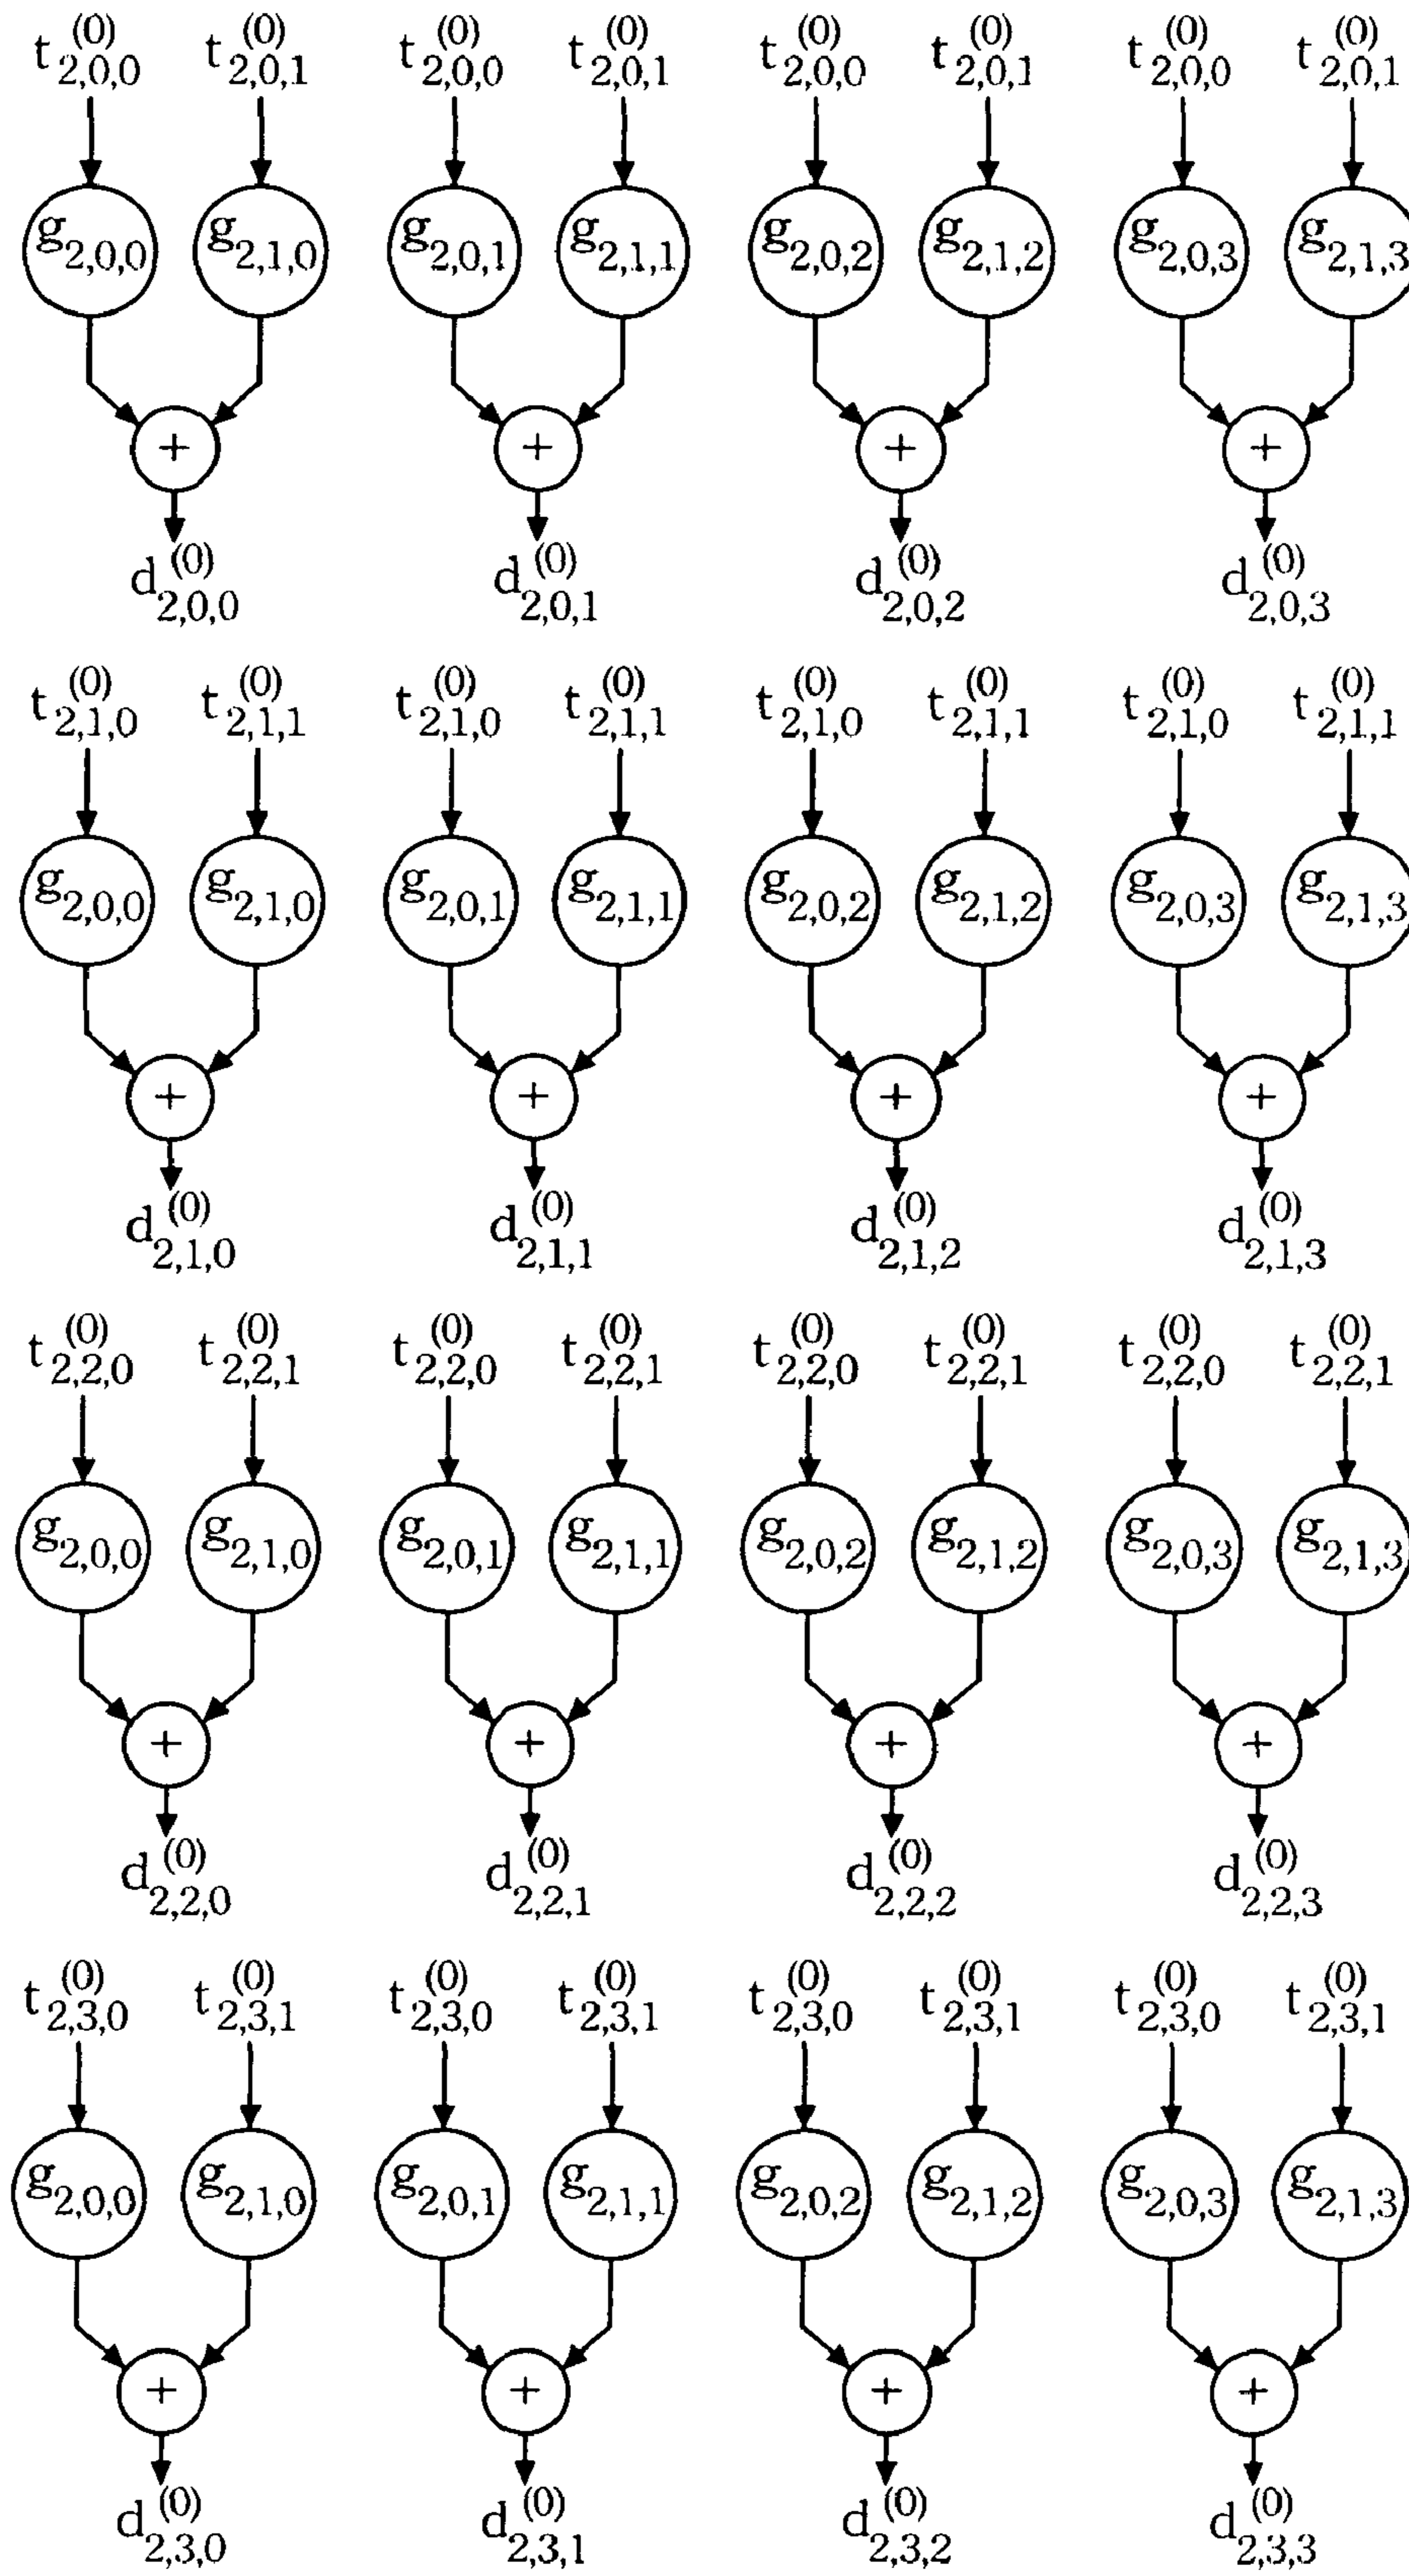 t(0)2,0,0 t(0)2,0,1 t(0)2,0,0 t(0)2,0,1 t(0)2,0,0 t(0)2,0,1 t(0)2,0,0 t(0)2,0,1
g2,0,0 g2,1,0 g2,0,1 g2,1,1 g2,0,2 g2,1,2 g2,0,3 g2,1,3
+ + + +
d(0)2,0,0 d(0)2,0,1 d(0)2,0,2 d(0)2,0,3
t(0)2,1,0 t(0)2,1,1 t(0)2,1,0 t(0)2,1,1 t(0)2,1,0 t(0)2,1,1 t(0)2,1,0 t(0)2,1,1
g2,0,0 g2,1,0 g2,0,1 g2,1,1 g2,0,2 g2,1,2 g2,0,3 g2,1,3
+ + + +
d(0)2,1,0 d(0)2,1,1 d(0)2,1,2 d(0)2,1,3
t(0)2,2,0 t(0)2,2,1 t(0)2,2,0 t(0)2,2,1 t(0)2,2,0 t(0)2,2,1 t(0)2,2,0 t(0)2,2,1
g2,0,0 g2,1,0 g2,0,1 g2,1,1 g2,0,2 g2,1,2 g2,0,3 g2,1,3
+ + + +
d(0)2,2,0 d(0)2,2,1 d(0)2,2,2 d(0)2,2,3
t(0)2,3,0 t(0)2,3,1 t(0)2,3,0 t(0)2,3,1 t(0)2,3,0 t(0)2,3,1 t(0)2,3,0 t(0)2,3,1
g2,0,0 g2,1,0 g2,0,1 g2,1,1 g2,0,2 g2,1,2 g2,0,3 g2,1,3
+ + + +
d(0)2,3,0 d(0)2,3,1 d(0)2,3,2 d(0)2,3,3